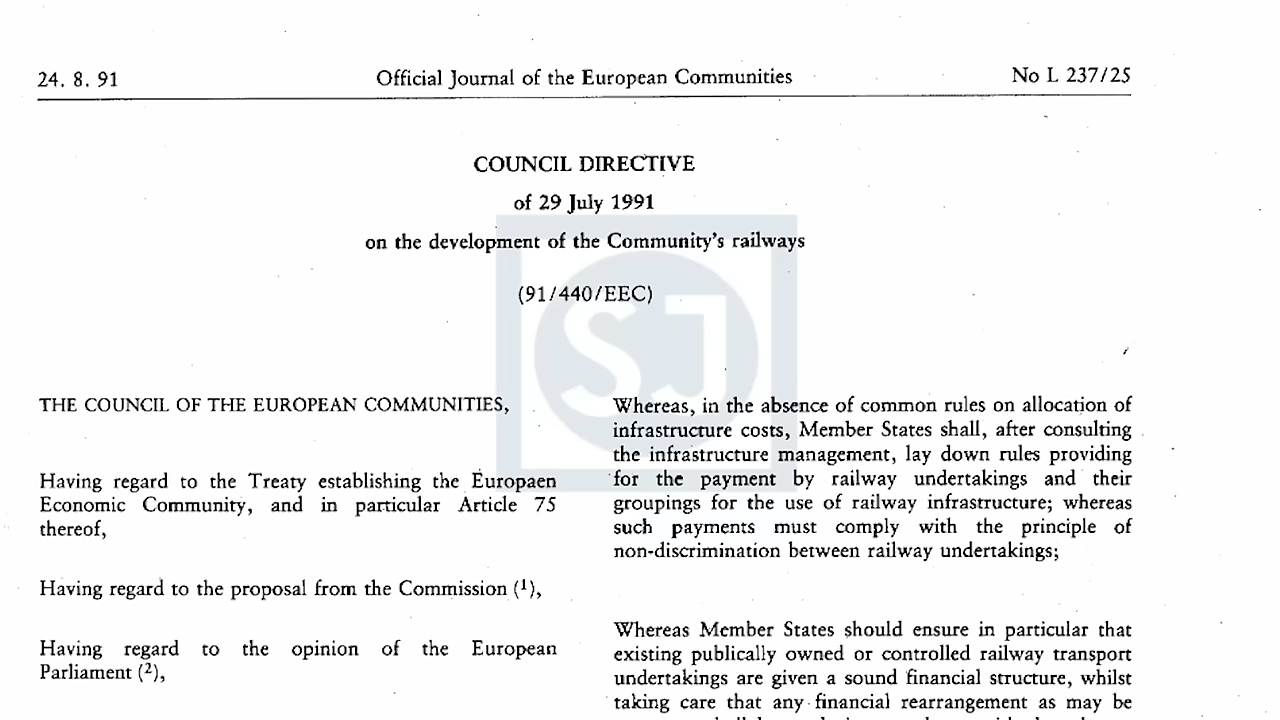 24. 8. 91
Official Journal of the European Communities
No L 237/25
COUNCIL DIRECTIVE
of 29 July 1991
on the development of the Community's railways
(91/440/EEC)
SJ
THE COUNCIL OF THE EUROPEAN COMMUNITIES,
Having regard to the Treaty establishing the Europaen
Economic Community, and in particular Article 75
thereof,
Having regard to the proposal from the Commission (¹),
Having regard to the opinion of the European
Parliament (²),
Whereas, in the absence of common rules on allocation of
infrastructure costs, Member States shall, after consulting
the infrastructure management, lay down rules providing
for the payment by railway undertakings and their
groupings for the use of railway infrastructure; whereas
such payments must comply with the principle of
non-discrimination between railway undertakings;
Whereas Member States should ensure in particular that
existing publically owned or controlled railway transport
undertakings are given a sound financial structure, whilst
taking care that any financial rearrangement as may be